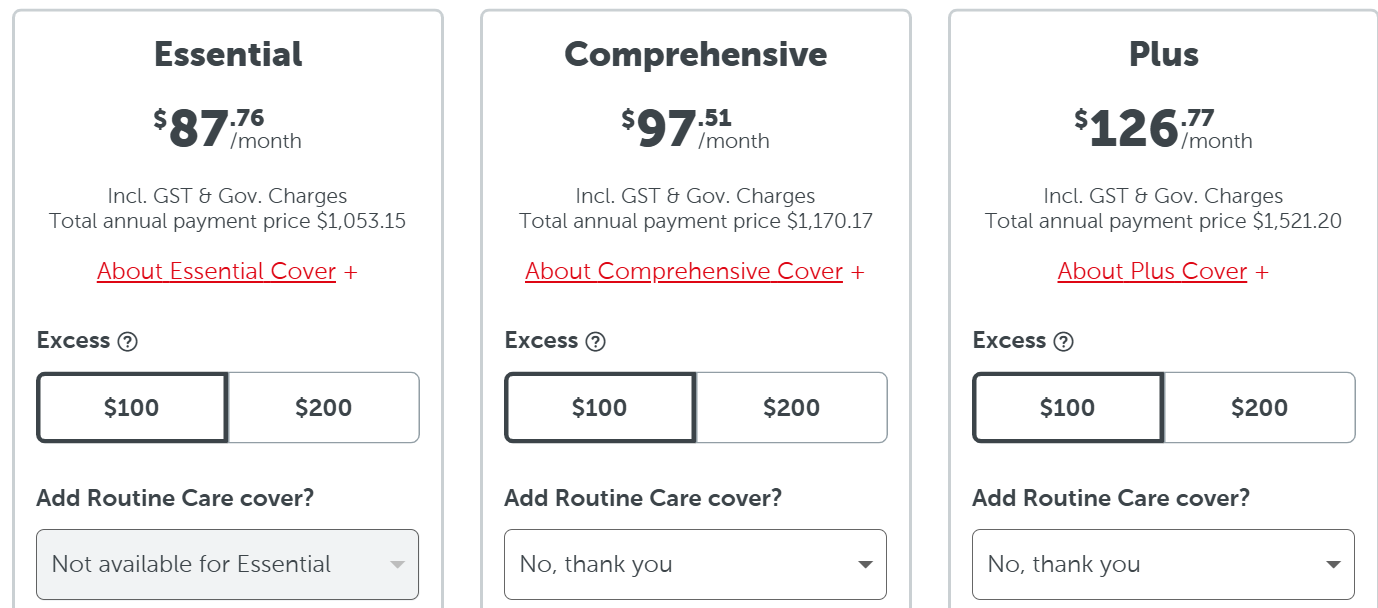 Essential
$87.76/month
Incl. GST & Gov. Charges
Total annual payment price $1,053.15
About Essential Cover +
Excess ?
$100 $200
Add Routine Care cover?
Not available for Essential
Comprehensive
$97.51/month
Incl. GST & Gov. Charges
Total annual payment price $1,170.17
About Comprehensive Cover +
Excess ?
$100 $200
Add Routine Care cover?
No, thank you
Plus
$126.77/month
Incl. GST & Gov. Charges
Total annual payment price $1,521.20
About Plus Cover +
Excess ?
$100 $200
Add Routine Care cover?
No, thank you